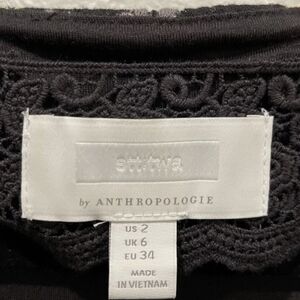 by ANTHROPOLOGIE
US 2
UK 6
EU 34
MADE
IN VIETNAM